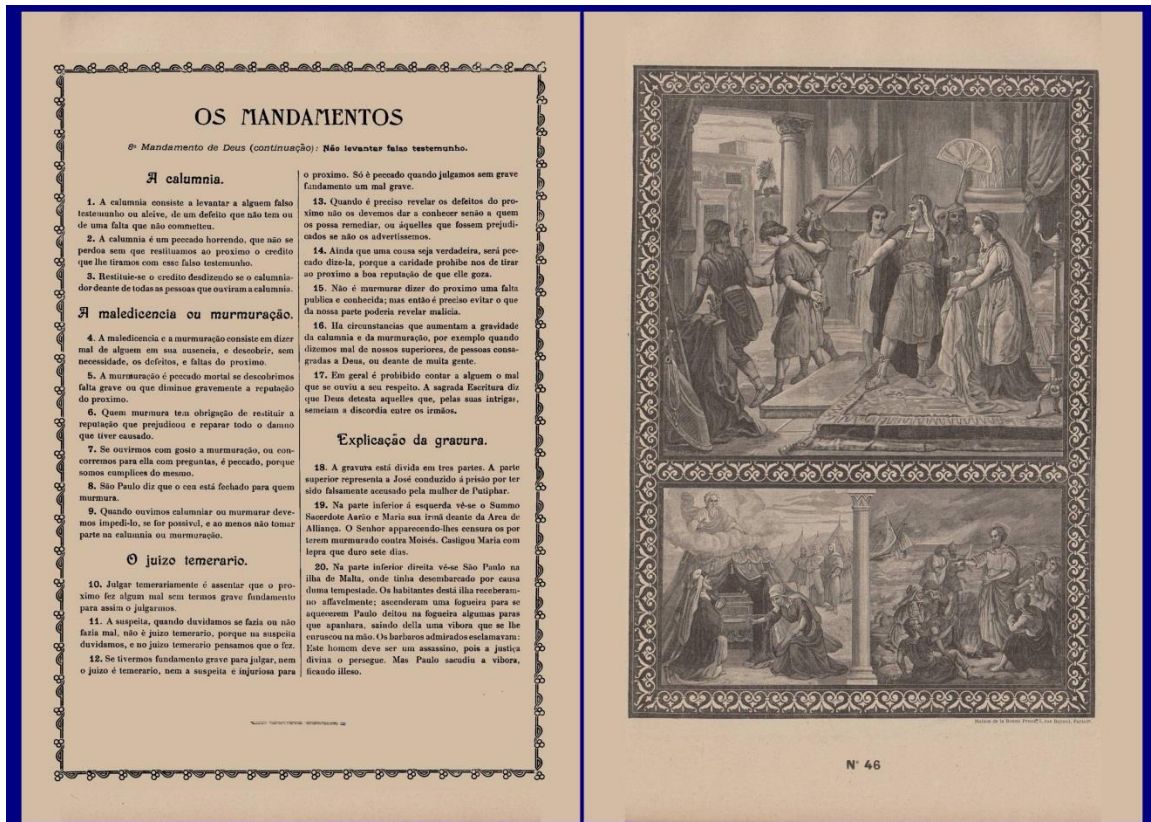 OS MANDAMENTOS
8º Mandamento de Deus (continuação): Não levantar falso testemunho.
A calumnia.
1. A calumnia consiste a levantar a alguem falso
testemunho ou aleive, de um defeito que não tem ou
de uma falta que não commetteu.
2. A calumnia é um peccado horrendo, que não se
perdoa sem que restituamos ao proximo o credito
que lhe tiramos com esse falso testemunho.
3. Restitue-se o credito desdizendo se o calumnia-
dor deante de todas as pessoas que ouviram a calumnia.
A maledicencia ou murmuração.
4. A maledicencia e a murmuração consiste em dizer
mal de alguem em sua ausencia, e descobrir, sem
necessidade, os defeitos, e faltas do proximo.
5. A murmuração é peccado mortal se descobrimos
falta grave ou que diminue gravemente a reputação
do proximo.
6. Quem murmura tem obrigação de restituir a
reputação que prejudicou e reparar todo o damno
que tiver causado.
7. Se ouvirmos com gosto a murmuração, ou con-
corremos para ella com preguntas, é peccado, porque
somos cumplices do mesmo.
8. São Paulo diz que o ceu está fechado para quem
murmura.
9. Quando ouvimos calumniar ou murmurar deve-
mos impedi-lo, se for possivel, e ao menos não tomar
parte na calumnia ou murmuração.
O juizo temerario.
10. Julgar temerariamente é assentar que o pro-
ximo fez algum mal sem termos grave fundamento
para assim o julgarmos.
11. A suspeita, quando duvidamos se fazia ou não
fazia mal, não é juizo temerario, porque na suspeita
duvidamos, e no juizo temerario pensamos que o fez.
12. Se tivermos fundamento grave para julgar, nem
o juizo é temerario, nem a suspeita é injuriosa para
o proximo. Só é peccado quando julgamos sem grave
fundamento um mal grave.
13. Quando é preciso revelar os defeitos do pro-
ximo não os devemos dar a conhecer senão a quem
os possa remediar, ou áquelles que fossem prejudi-
cados se não os advertissemos.
14. Ainda que uma cousa seja verdadeira, será pec-
cado dize-la, porque a caridade prohibe nos de tirar
ao proximo a boa reputação de que elle goza.
15. Não é murmurar dizer do proximo uma falta
publica e conhecida; mas então é preciso evitar o que
da nossa parte poderia revelar malicia.
16. Ha circunstancias que aumentam a gravidade
da calumnia e da murmuração, por exemplo quando
dizemos mal de nossos superiores, de pessoas consa-
gradas a Deus, ou deante de muita gente.
17. Em geral é prohibido contar a alguem o mal
que se ouviu a seu respeito. A sagrada Escritura diz
que Deus detesta aquelles que, pelas suas intrigas,
semeiam a discordia entre os irmãos.
Explicação da gravura.
18. A gravura está divida em tres partes. A parte
superior representa a José conduzido á prisão por ter
sido falsamente accusado pela mulher de Putiphar.
19. Na parte inferior á esquerda vê-se o Summo
Sacerdote Aarão e Maria sua irmã deante da Arca de
Alliança. O Senhor apparecendo-lhes censura os por
terem murmurado contra Moisés. Castigou Maria com
lepra que duro sete dias.
20. Na parte inferior direita vê-se São Paulo na
ilha de Malta, onde tinha desembarcado por causa
duma tempestade. Os habitantes destá ilha receberam-
no affavelmente; ascenderam uma fogueira para se
aquecerem Paulo deitou na fogueira algumas paras
que apanhara, saindo della uma vibora que se lhe
enruscou na mão. Os barbaros admirados esclamavam:
Este homem deve ser um assassino, pois a justiça
divina o persegue. Mas Paulo sacudiu a vibora,
ficando illeso.
Maison de la Bonne Presse, 5, rue Bayard, Paris
Nº 46